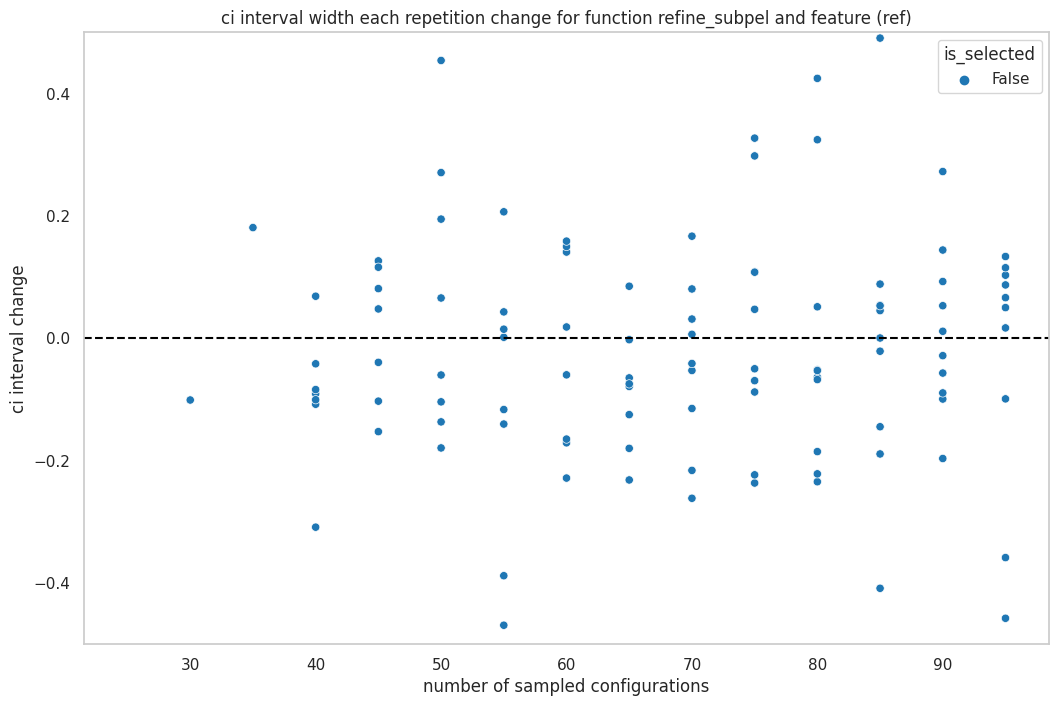 ci interval width each repetition change for function refine_subpel and feature (ref)
is_selected
False
ci interval change
0.4
0.2
0.0
−0.2
−0.4
30 40 50 60 70 80 90
number of sampled configurations